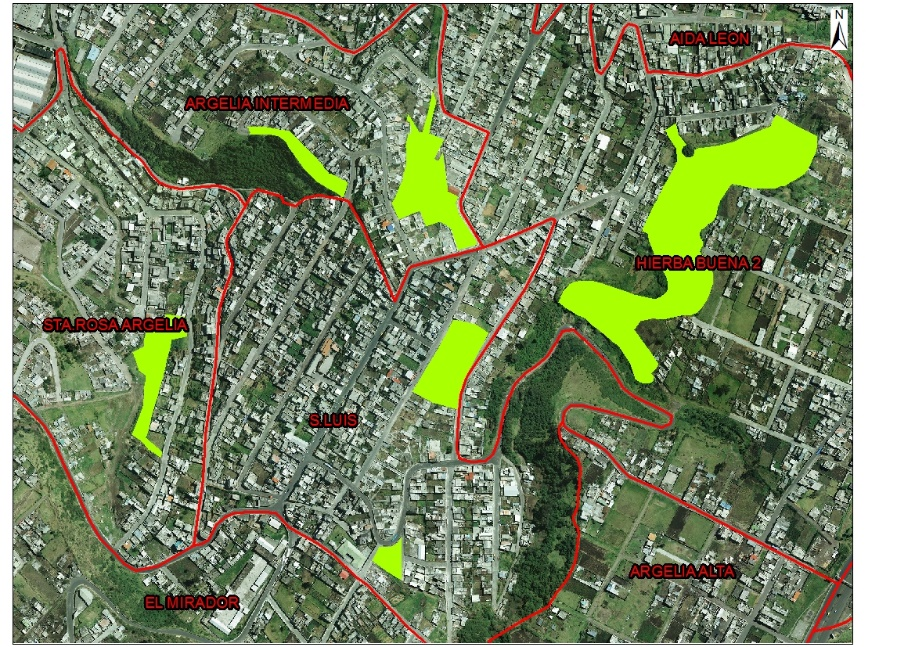 N
AIDA LEON
ARGELIA INTERMEDIA
HIERBA BUENA 2
STA.ROSA ARGELIA
S.LUIS
ARGELIA ALTA
EL MIRADOR